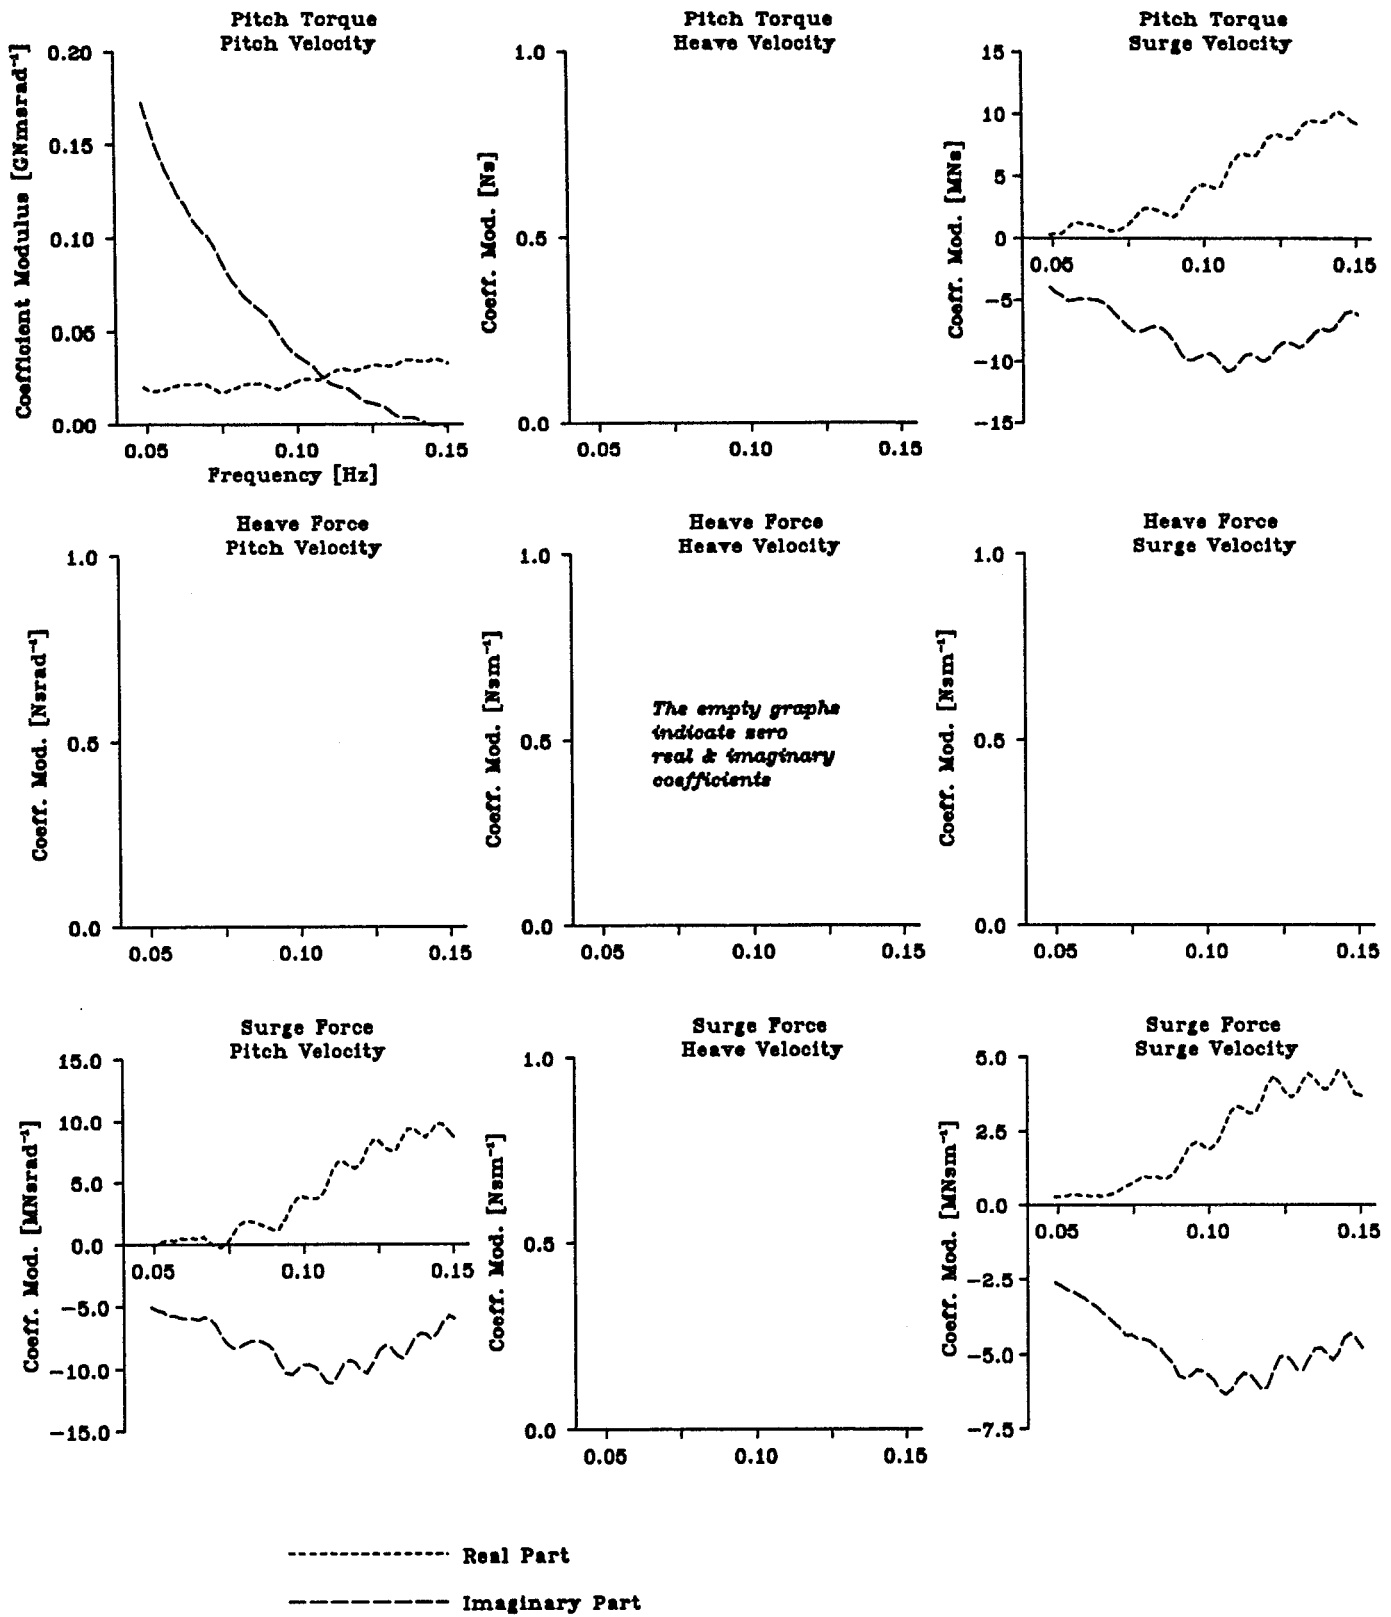 Pitch Torque
Pitch Velocity
Coefficient Modulus [GNmsrad⁻¹]
0.20
0.15
0.10
0.05
0.00
0.05 0.10 0.15
Frequency [Hz]
Pitch Torque
Heave Velocity
Coeff. Mod. [Ns]
1.0
0.5
0.0
0.05 0.10 0.15
Pitch Torque
Surge Velocity
Coeff. Mod. [MNs]
15
10
5
0
0.05 0.10 0.15
-5
-10
-15
Heave Force
Pitch Velocity
Coeff. Mod. [Nsrad⁻¹]
1.0
0.5
0.0
0.05 0.10 0.15
Heave Force
Heave Velocity
Coeff. Mod. [Nsm⁻¹]
1.0
0.5
0.0
The empty graphs
indicate zero
real & imaginary
coefficients
0.05 0.10 0.15
Heave Force
Surge Velocity
Coeff. Mod. [Nsm⁻¹]
1.0
0.5
0.0
0.05 0.10 0.15
Surge Force
Pitch Velocity
Coeff. Mod. [MNsrad⁻¹]
15.0
10.0
5.0
0.0
0.05 0.10 0.15
-5.0
-10.0
-15.0
Surge Force
Heave Velocity
Coeff. Mod. [Nsm⁻¹]
1.0
0.5
0.0
0.05 0.10 0.15
Surge Force
Surge Velocity
Coeff. Mod. [MNsm⁻¹]
5.0
2.5
0.0
0.05 0.10 0.15
-2.5
-5.0
-7.5
Real Part
Imaginary Part